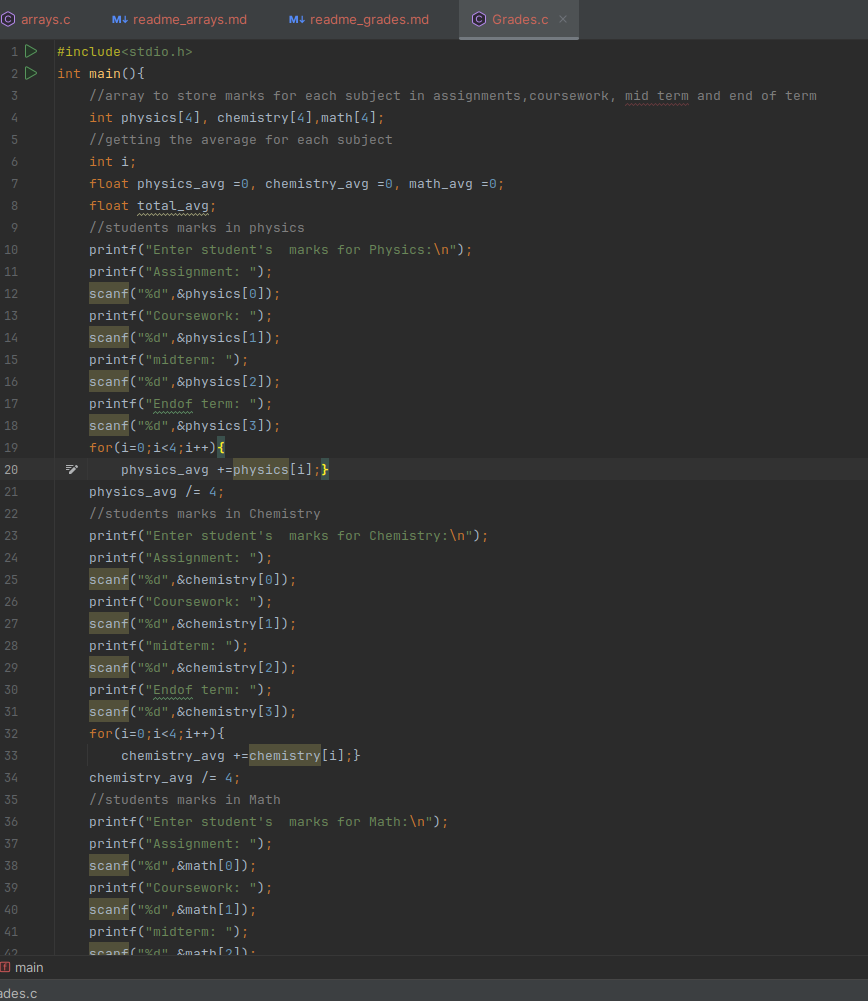 arrays.c readme_arrays.md readme_grades.md Grades.c
1 #include<stdio.h>
2 int main(){
3 //array to store marks for each subject in assignments,coursework, mid term and end of term
4 int physics[4], chemistry[4],math[4];
5 //getting the average for each subject
6 int i;
7 float physics_avg =0, chemistry_avg =0, math_avg =0;
8 float total_avg;
9 //students marks in physics
10 printf("Enter student's  marks for Physics:\n");
11 printf("Assignment: ");
12 scanf("%d",&physics[0]);
13 printf("Coursework: ");
14 scanf("%d",&physics[1]);
15 printf("midterm: ");
16 scanf("%d",&physics[2]);
17 printf("Endof term: ");
18 scanf("%d",&physics[3]);
19 for(i=0;i<4;i++){
20 physics_avg +=physics[i];}
21 physics_avg /= 4;
22 //students marks in Chemistry
23 printf("Enter student's  marks for Chemistry:\n");
24 printf("Assignment: ");
25 scanf("%d",&chemistry[0]);
26 printf("Coursework: ");
27 scanf("%d",&chemistry[1]);
28 printf("midterm: ");
29 scanf("%d",&chemistry[2]);
30 printf("Endof term: ");
31 scanf("%d",&chemistry[3]);
32 for(i=0;i<4;i++){
33 chemistry_avg +=chemistry[i];}
34 chemistry_avg /= 4;
35 //students marks in Math
36 printf("Enter student's  marks for Math:\n");
37 printf("Assignment: ");
38 scanf("%d",&math[0]);
39 printf("Coursework: ");
40 scanf("%d",&math[1]);
41 printf("midterm: ");
42 scanf("%d",&math[2]);
main
ades.c